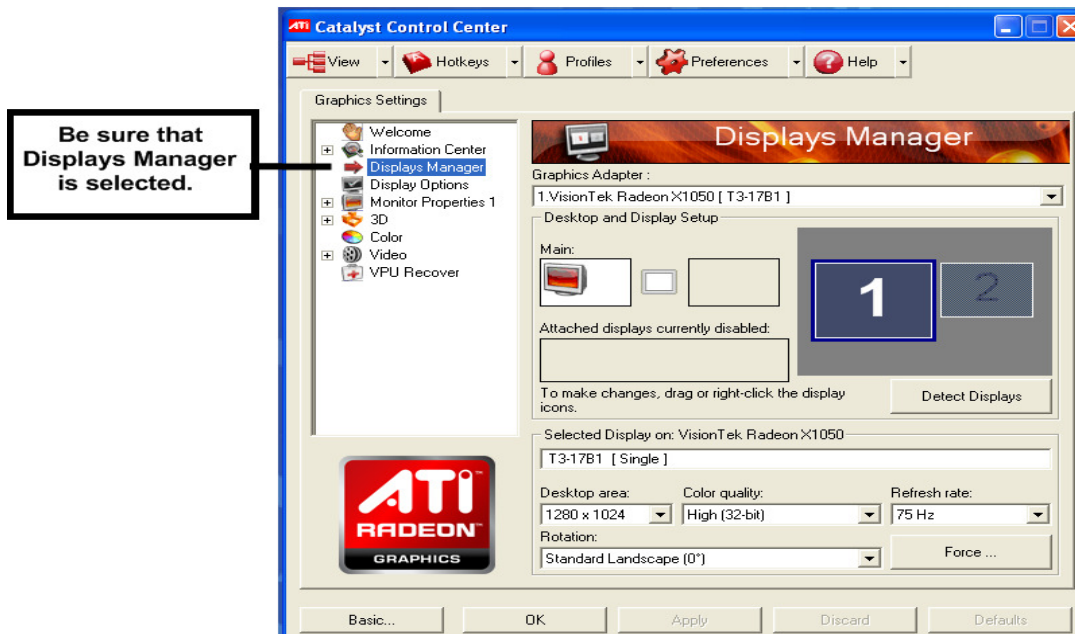 ATI Catalyst Control Center
View Hotkeys Profiles Preferences Help
Graphics Settings
Be sure that
Displays Manager
is selected.
Welcome
Information Center
Displays Manager
Display Options
Monitor Properties 1
3D
Color
Video
VPU Recover
ATI
RADEON
GRAPHICS
Displays Manager
Graphics Adapter :
1.VisionTek Radeon X1050 [ T3-17B1 ]
Desktop and Display Setup
Main:
1 2
Attached displays currently disabled:
To make changes, drag or right-click the display
icons.
Detect Displays
Selected Display on: VisionTek Radeon X1050
T3-17B1 [ Single ]
Desktop area: Color quality: Refresh rate:
1280 x 1024 High (32-bit) 75 Hz
Rotation:
Standard Landscape (0°)
Force ...
Basic... OK Apply Discard Defaults